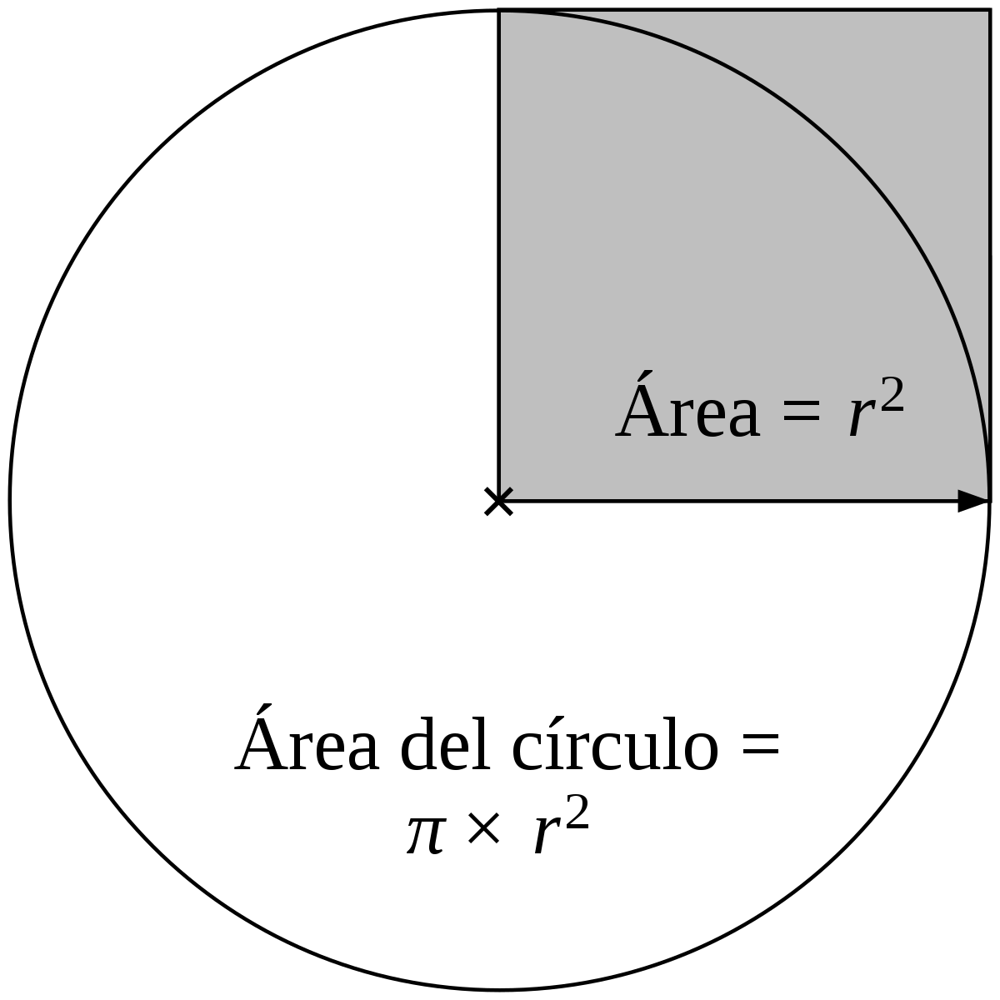 Área = r²
Área del círculo =
π × r²